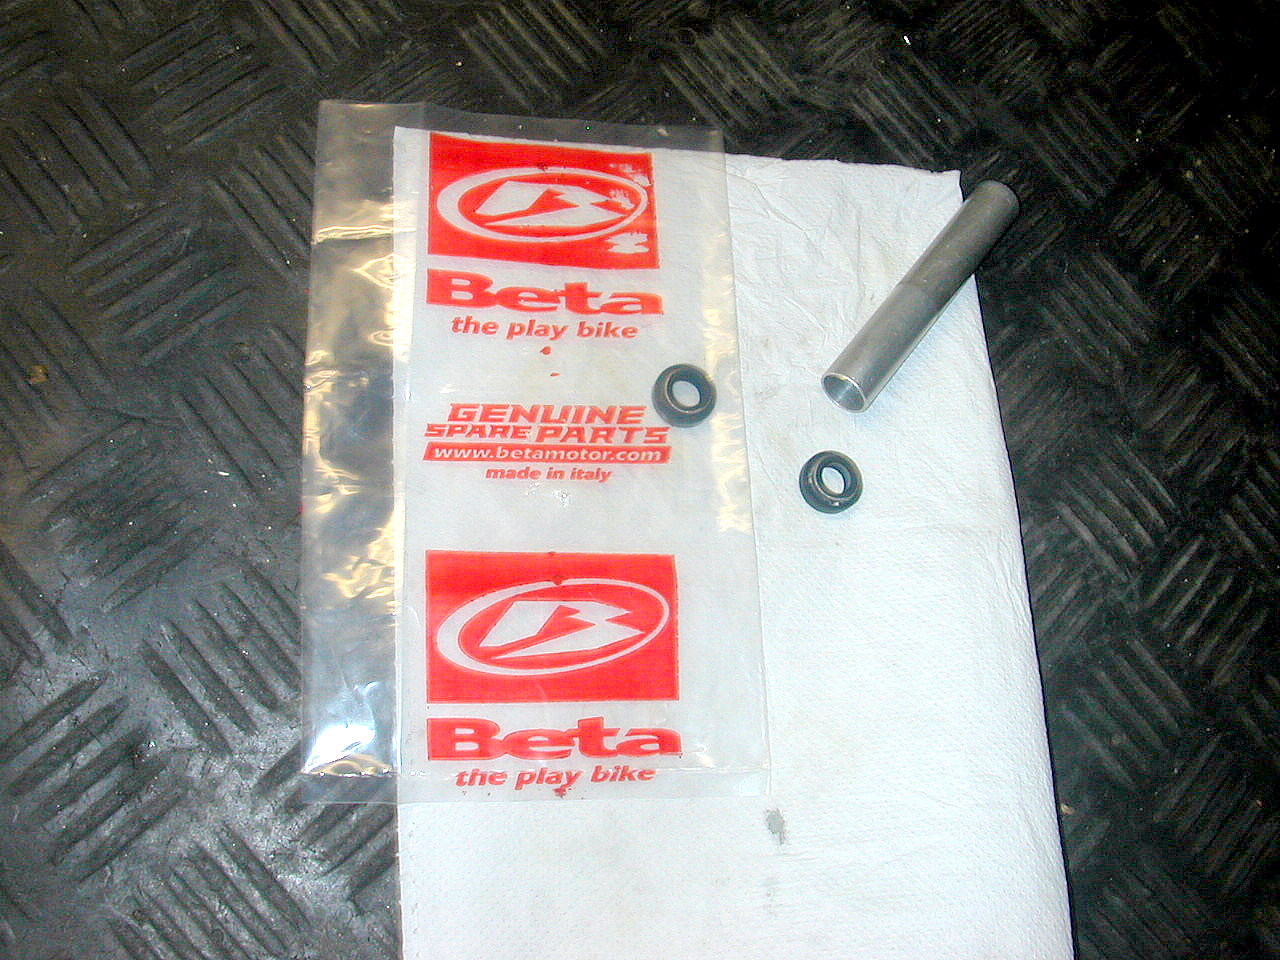 Beta
the play bike
GENUINE
SPARE PARTS
www.betamotor.com
made in italy
Beta
the play bike